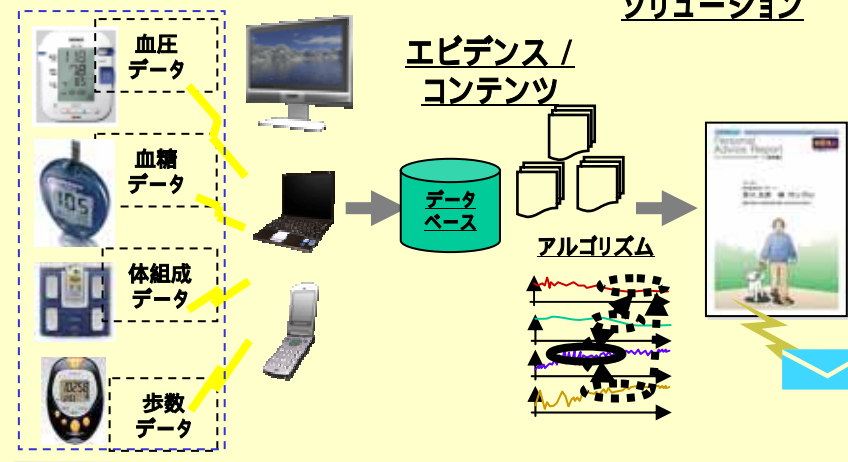 ソリューション
エビデンス /
コンテンツ
血圧
データ
血糖
データ
105
体組成
データ
歩数
データ
10258
データ
ベース
アルゴリズム
Personal
Advice Report